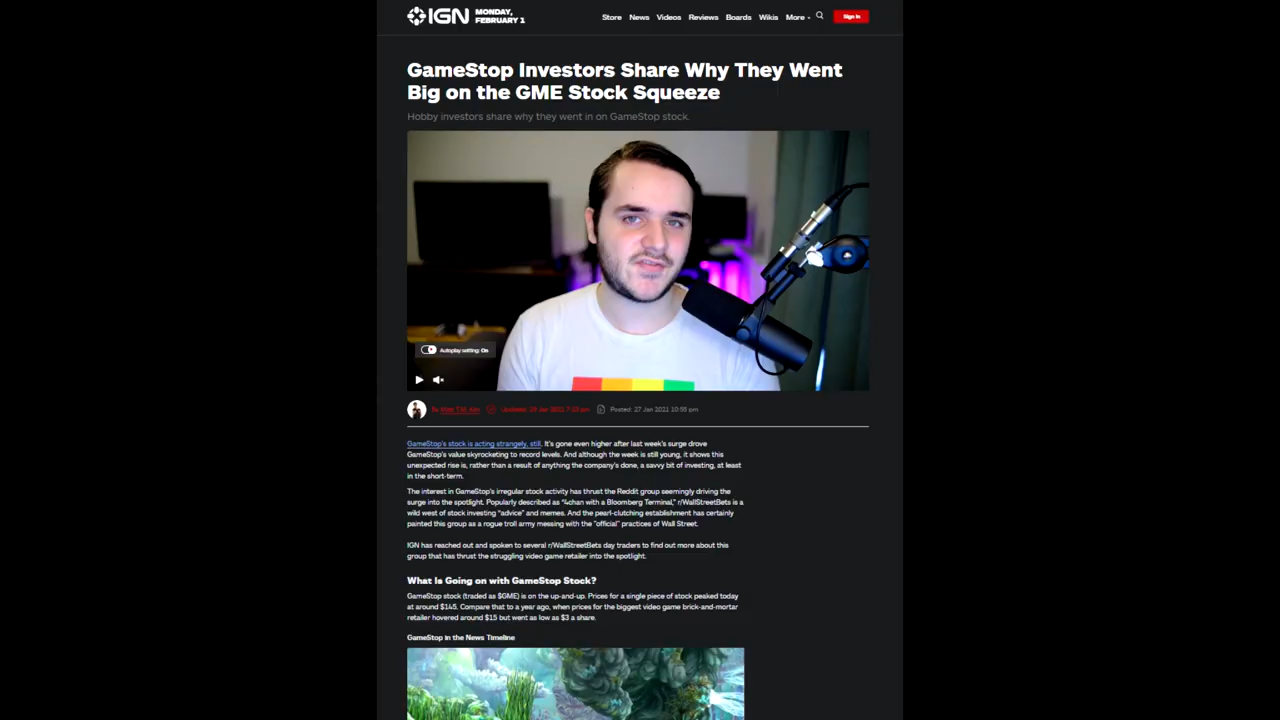 IGN
MONDAY,
FEBRUARY 1
Store News Videos Reviews Boards Wikis More
Sign In
GameStop Investors Share Why They Went
Big on the GME Stock Squeeze
Hobby investors share why they went in on GameStop stock.
Autoplay setting: On
By Updated: 29 Jan 2021 7:23 pm Posted: 27 Jan 2021 10:55 pm
GameStop's stock is acting strangely, still. It's gone even higher after last week's surge drove
GameStop's value skyrocketing to record levels. And although the week is still young, it shows this
unexpected rise is, rather than a result of anything the company's done, a savvy bit of investing, at least
in the short-term.
The interest in GameStop's irregular stock activity has thrust the Reddit group seemingly driving the
surge into the spotlight. Popularly described as "4chan with a Bloomberg Terminal," r/WallStreetBets is a
wild west of stock investing "advice" and memes. And the pearl-clutching establishment has certainly
painted this group as a rogue troll army messing with the "official" practices of Wall Street.
IGN has reached out and spoken to several r/WallStreetBets day traders to find out more about this
group that has thrust the struggling video game retailer into the spotlight.
What Is Going on with GameStop Stock?
GameStop stock (traded as $GME) is on the up-and-up. Prices for a single piece of stock peaked today
at around $145. Compare that to a year ago, when prices for the biggest video game brick-and-mortar
retailer hovered around $15 but went as low as $3 a share.
GameStop in the News Timeline